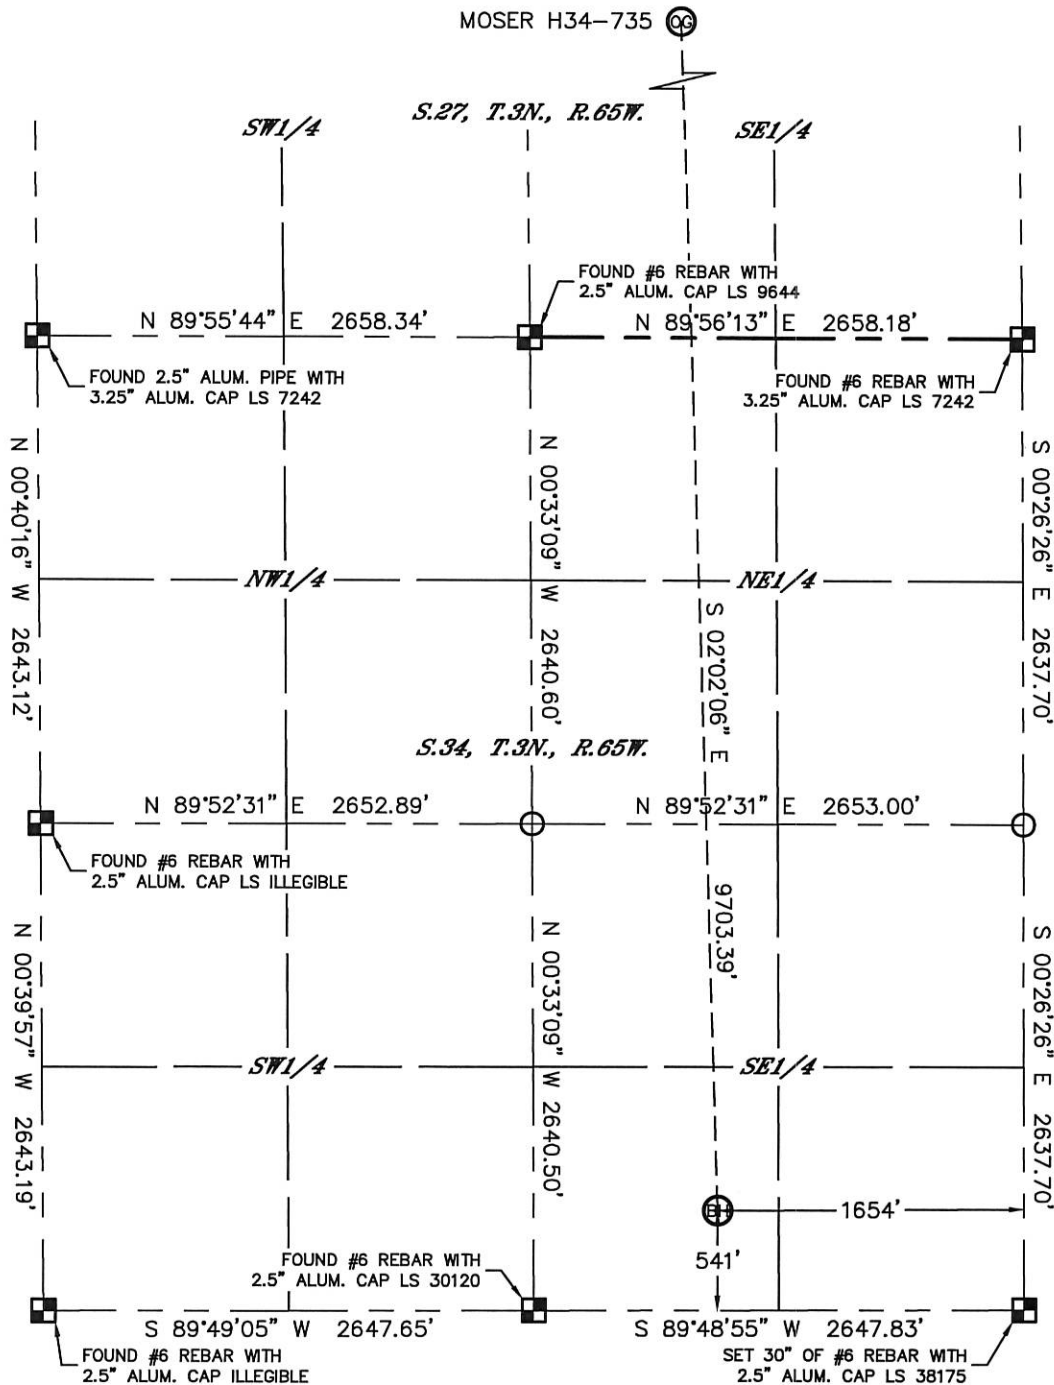 MOSER H34-735 OG
S.27, T.3N., R.65W.
SW1/4
SE1/4
FOUND #6 REBAR WITH
2.5" ALUM. CAP LS 9644
N 89°55'44" E 2658.34'
N 89°56'13" E 2658.18'
FOUND 2.5" ALUM. PIPE WITH
3.25" ALUM. CAP LS 7242
FOUND #6 REBAR WITH
3.25" ALUM. CAP LS 7242
N 00°40'16" W 2643.12'
N 00°33'09" W 2640.60'
S 00°26'26" E 2637.70'
NW1/4
NE1/4
S 02°02'06" E 9703.39'
S.34, T.3N., R.65W.
N 89°52'31" E 2652.89'
N 89°52'31" E 2653.00'
FOUND #6 REBAR WITH
2.5" ALUM. CAP LS ILLEGIBLE
N 00°39'57" W 2643.19'
N 00°33'09" W 2640.50'
S 00°26'26" E 2637.70'
SW1/4
SE1/4
BH
1654'
541'
FOUND #6 REBAR WITH
2.5" ALUM. CAP LS 30120
S 89°49'05" W 2647.65'
S 89°48'55" W 2647.83'
FOUND #6 REBAR WITH
2.5" ALUM. CAP ILLEGIBLE
SET 30" OF #6 REBAR WITH
2.5" ALUM. CAP LS 38175